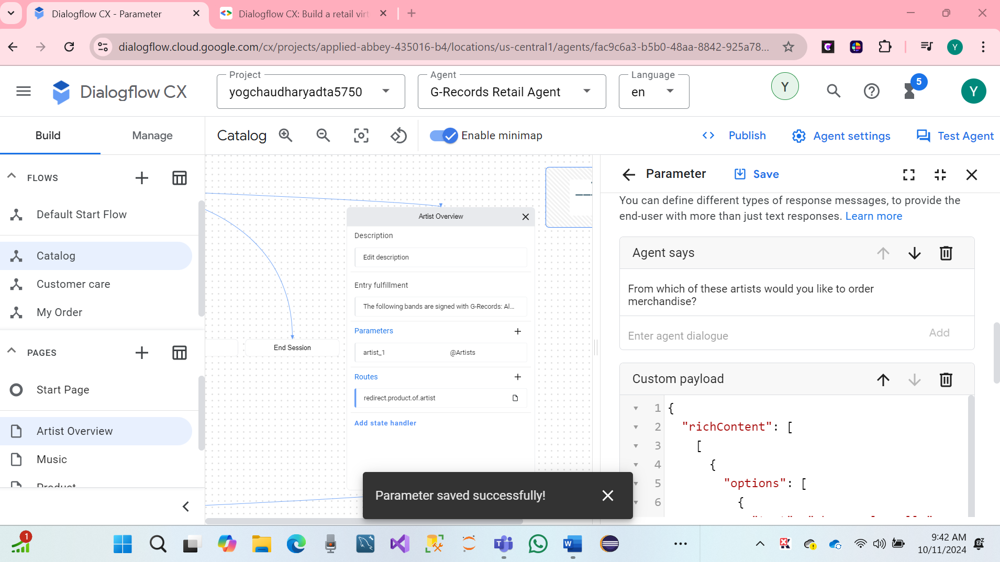 Dialogflow CX - Parameter
Dialogflow CX: Build a retail virt
dialogflow.cloud.google.com/cx/projects/applied-abbey-435016-b4/locations/us-central1/agents/fac9c6a3-b5b0-48aa-8842-925a78...
Y
Dialogflow CX
Project
yogchaudharyadta5750
Agent
G-Records Retail Agent
Language
en
Y
5
Y
Build
Manage
Catalog
Enable minimap
Publish
Agent settings
Test Agent
FLOWS
Default Start Flow
Catalog
Customer care
My Order
PAGES
Start Page
Artist Overview
Music
Product
End Session
Artist Overview
Description
Edit description
Entry fulfillment
The following bands are signed with G-Records: Al...
Parameters
artist_1 @Artists
Routes
redirect.product.of.artist
Add state handler
Parameter
Save
You can define different types of response messages, to provide the
end-user with more than just text responses. Learn more
Agent says
From which of these artists would you like to order
merchandise?
Enter agent dialogue
Add
Custom payload
1 {
2 "richContent": [
3 [
4 {
5 "options": [
6 {
Parameter saved successfully!
1
9:42 AM
10/11/2024